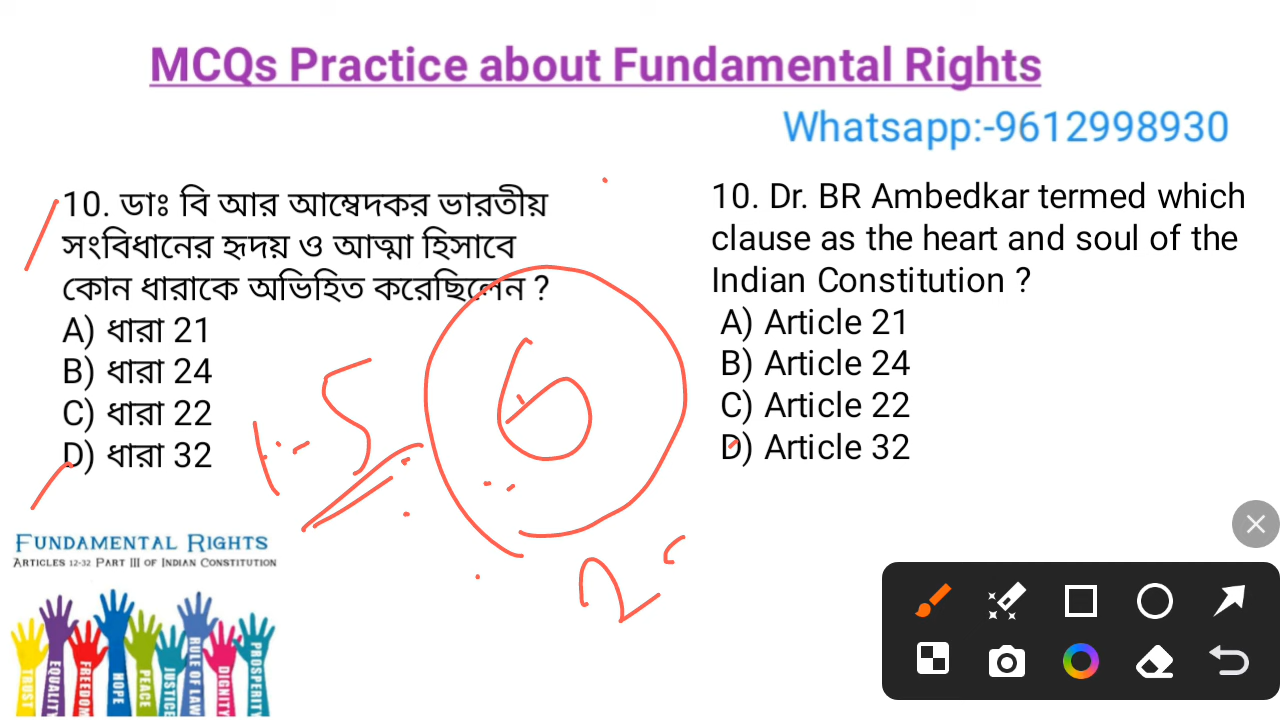 MCQs Practice about Fundamental Rights
Whatsapp:-9612998930
10. ডাঃ বি আর আম্বেদকর ভারতীয়
সংবিধানের হৃদয় ও আত্মা হিসাবে
কোন ধারাকে অভিহিত করেছিলেন ?
A) ধারা 21
B) ধারা 24
C) ধারা 22
D) ধারা 32
10. Dr. BR Ambedkar termed which
clause as the heart and soul of the
Indian Constitution ?
A) Article 21
B) Article 24
C) Article 22
D) Article 32
5
6
2
FUNDAMENTAL RIGHTS
ARTICLES 12-32 PART III OF INDIAN CONSTITUTION
TRUST
EQUALITY
FREEDOM
HOPE
PEACE
JUSTICE
RULE OF LAW
DIGNITY
PROSPERITY